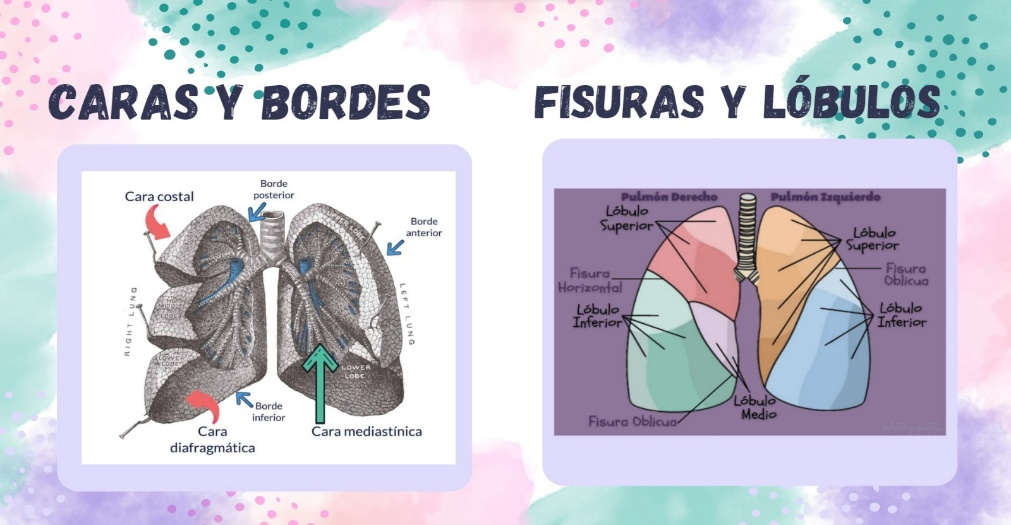 CARAS Y BORDES
FISURAS Y LÓBULOS
Cara costal
Borde
posterior
Borde
anterior
UPPER LOBE
RIGHT LUNG
LEFT LUNG
LOWER
LOBE
LOWER
LOBE
Borde
inferior
Cara
diafragmática
Cara mediastínica
Pulmón Derecho
Pulmón Izquierdo
Lóbulo
Superior
Lóbulo
Superior
Fisura
Horizontal
Fisura
Oblicua
Lóbulo
Inferior
Lóbulo
Inferior
Lóbulo
Medio
Fisura Oblicua